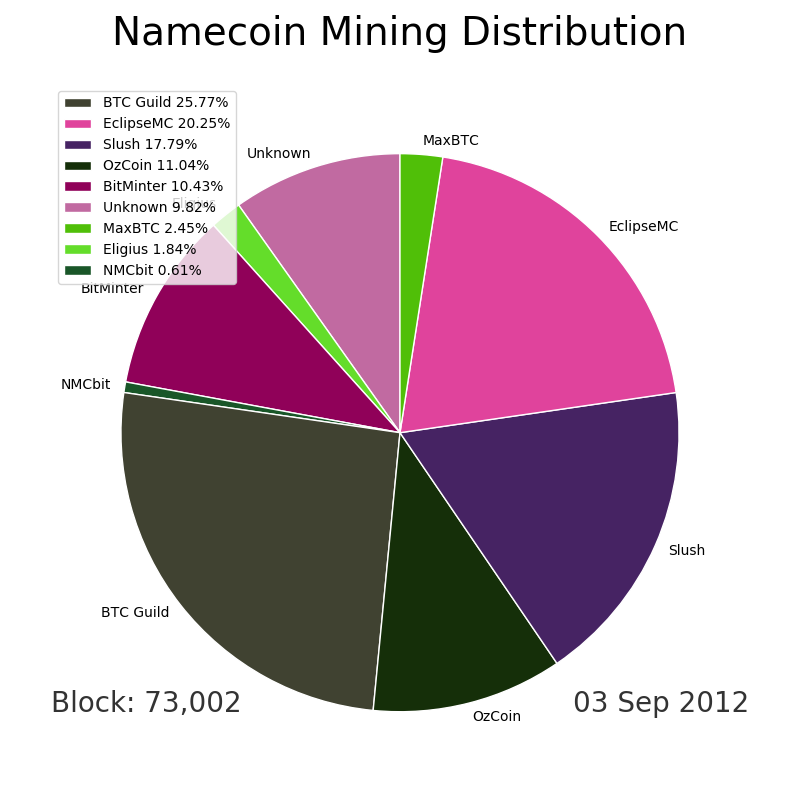 Namecoin Mining Distribution
BTC Guild 25.77%
EclipseMC 20.25%
Slush 17.79%
OzCoin 11.04%
BitMinter 10.43%
Unknown 9.82%
MaxBTC 2.45%
Eligius 1.84%
NMCbit 0.61%
MaxBTC
Unknown
Eligius
EclipseMC
BitMinter
NMCbit
Slush
BTC Guild
OzCoin
Block: 73,002
03 Sep 2012